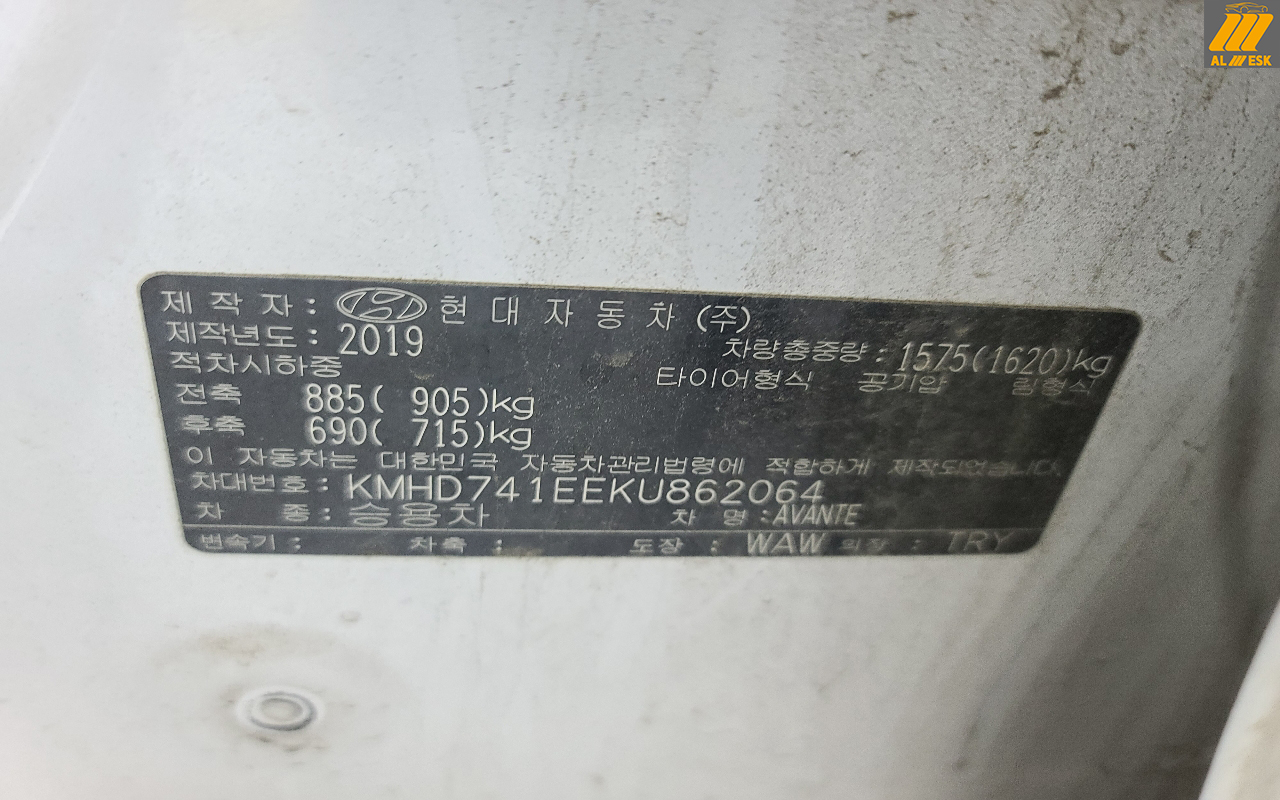 AL ESK
제 작 자 : 현 대 자 동 차 (주)
제작년도 : 2019
차량총중량 : 1575(1620)kg
적차시하중
타이어형식 공기압 림형식
전축 885( 905)kg
후축 690( 715)kg
이 자동차는 대한민국 자동차관리법령에 적합하게 제작되었습니다.
차대번호 : KMHD741EEKU862064
차 종 : 승용차 차 명 : AVANTE
변속기 : 차축 : 도장 : WAW 의장 : TRY